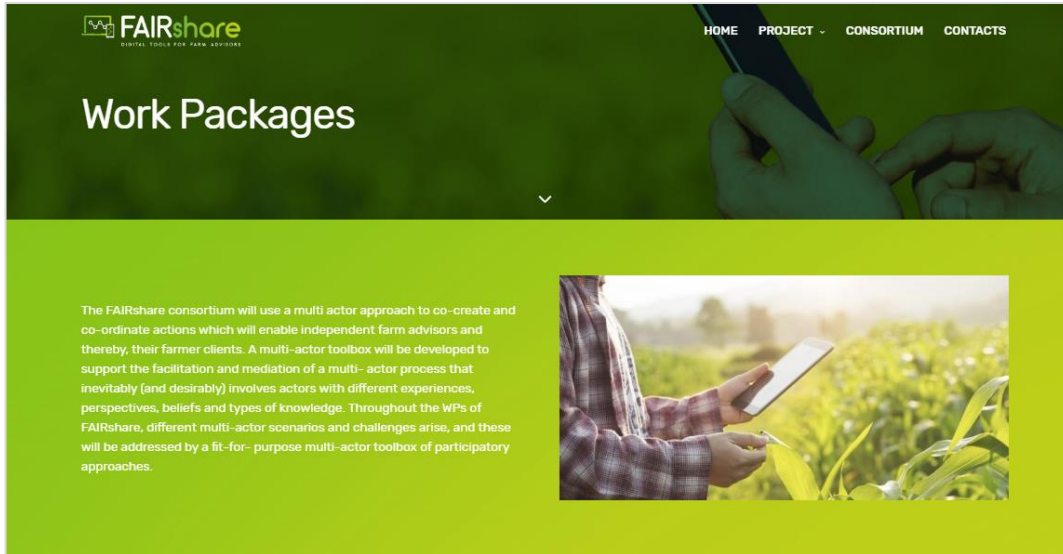 FAIRshare
DIGITAL TOOLS FOR FARM ADVISORS
HOME PROJECT CONSORTIUM CONTACTS
Work Packages
The FAIRshare consortium will use a multi actor approach to co-create and
co-ordinate actions which will enable independent farm advisors and
thereby, their farmer clients. A multi-actor toolbox will be developed to
support the facilitation and mediation of a multi- actor process that
inevitably (and desirably) involves actors with different experiences,
perspectives, beliefs and types of knowledge. Throughout the WPs of
FAIRshare, different multi-actor scenarios and challenges arise, and these
will be addressed by a fit-for- purpose multi-actor toolbox of participatory
approaches.